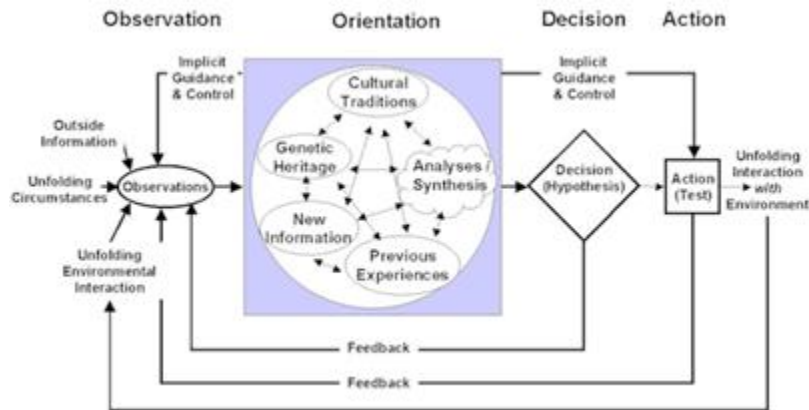 Observation
Orientation
Decision
Action
Implicit
Guidance
& Control
Implicit
Guidance
& Control
Cultural
Traditions
Genetic
Heritage
Analyses /
Synthesis
New
Information
Previous
Experiences
Outside
Information
Unfolding
Circumstances
Observations
Unfolding
Environmental
Interaction
Decision
(Hypothesis)
Action
(Test)
Unfolding
Interaction
with
Environment
Feedback
Feedback